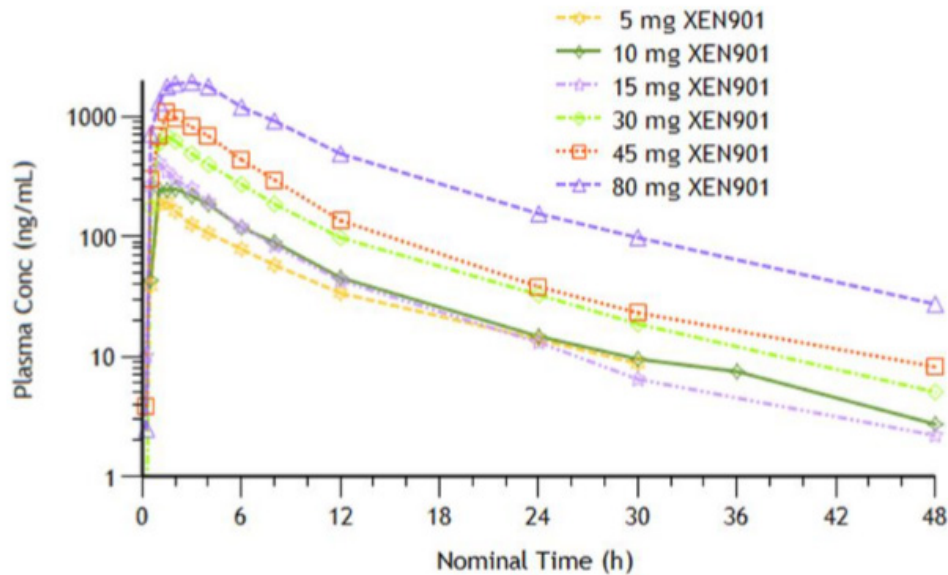 5 mg XEN901
10 mg XEN901
15 mg XEN901
30 mg XEN901
45 mg XEN901
80 mg XEN901
Plasma Conc (ng/mL)
1000
100
10
1
0 6 12 18 24 30 36 42 48
Nominal Time (h)